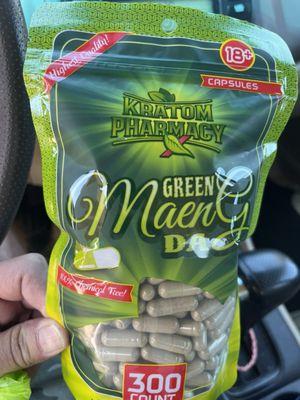 Highest Quality!
18+
CAPSULES
KRATOM
PHARMACY
GREEN
MaenG
DA
100% Chemical Free!
300
COUNT